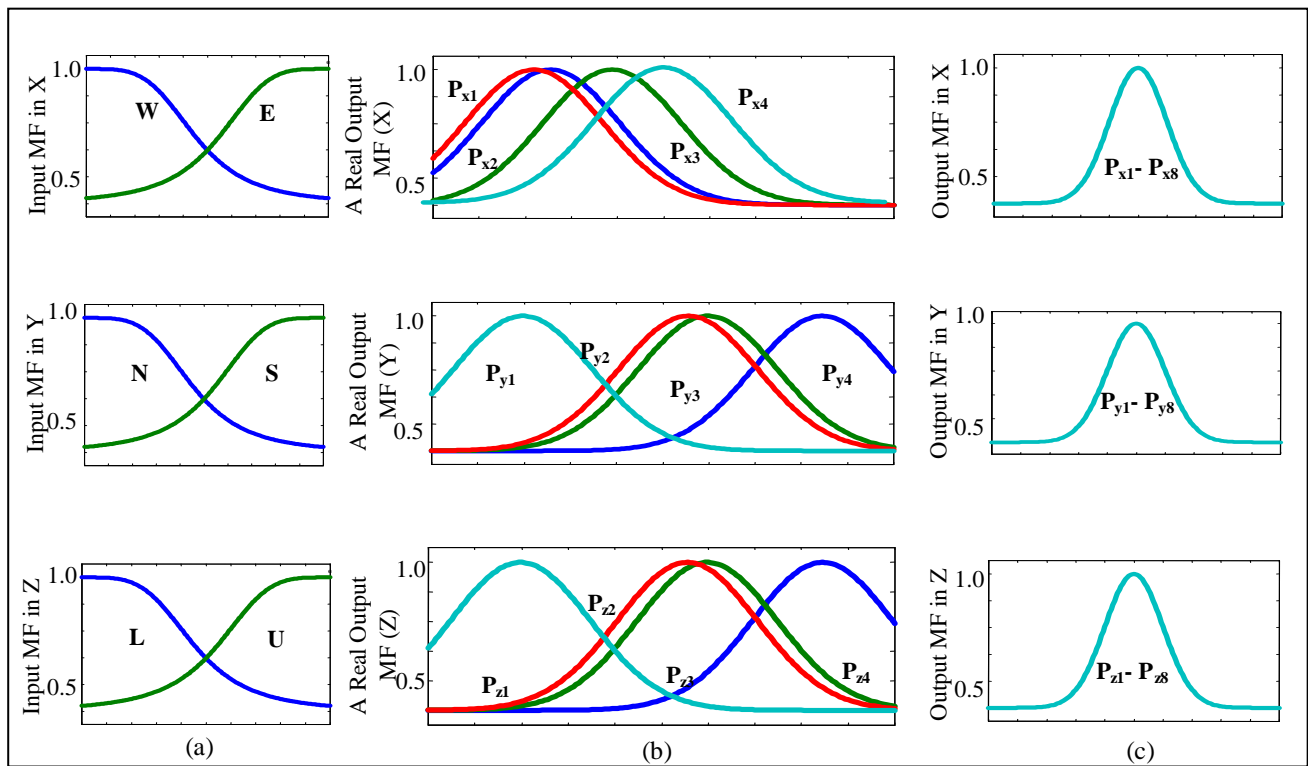 Input MF in X
1.0
0.5
W
E
A Real Output
MF (X)
1.0
0.5
Px1
Px2
Px3
Px4
Output MF in X
1.0
0.5
Px1- Px8
Input MF in Y
1.0
0.5
N
S
A Real Output
MF (Y)
1.0
0.5
Py1
Py2
Py3
Py4
Output MF in Y
1.0
0.5
Py1- Py8
Input MF in Z
1.0
0.5
L
U
A Real Output
MF (Z)
1.0
0.5
Pz1
Pz2
Pz3
Pz4
Output MF in Z
1.0
0.5
Pz1- Pz8
(a)
(b)
(c)